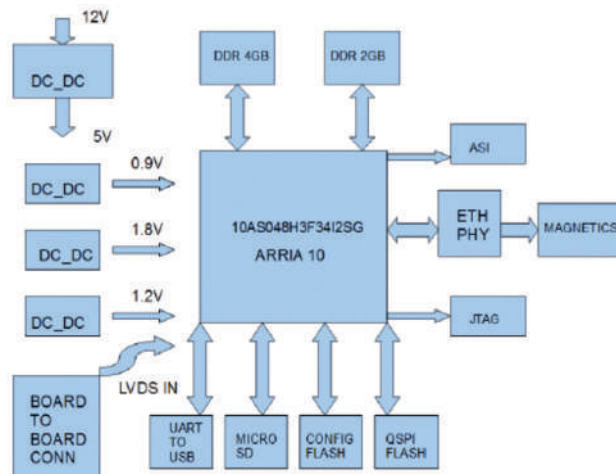 12V
DC_DC
5V
DDR 4GB
DDR 2GB
ASI
0.9V
DC_DC
1.8V
DC_DC
1.2V
DC_DC
10AS048H3F34I2SG
ARRIA 10
ETH
PHY
MAGNETICS
JTAG
LVDS IN
BOARD
TO
BOARD
CONN
UART
TO
USB
MICRO
SD
CONFIG
FLASH
QSPI
FLASH